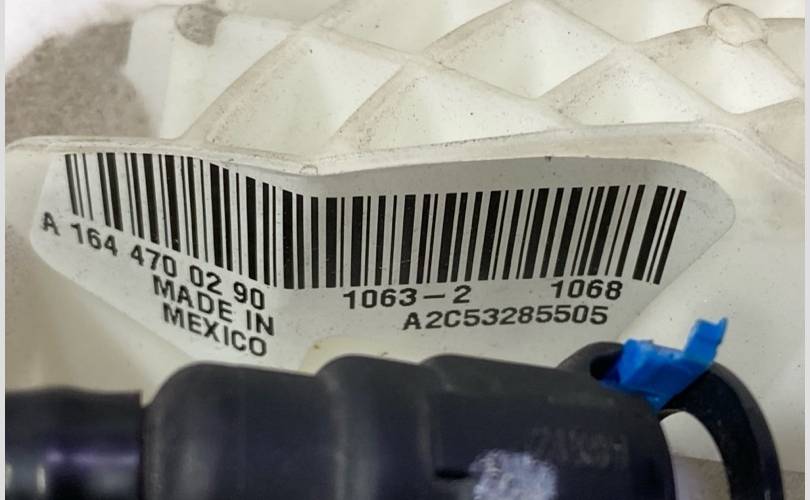 A 164 470 02 90
MADE IN
MEXICO
1063-2 1068
A2C53285505